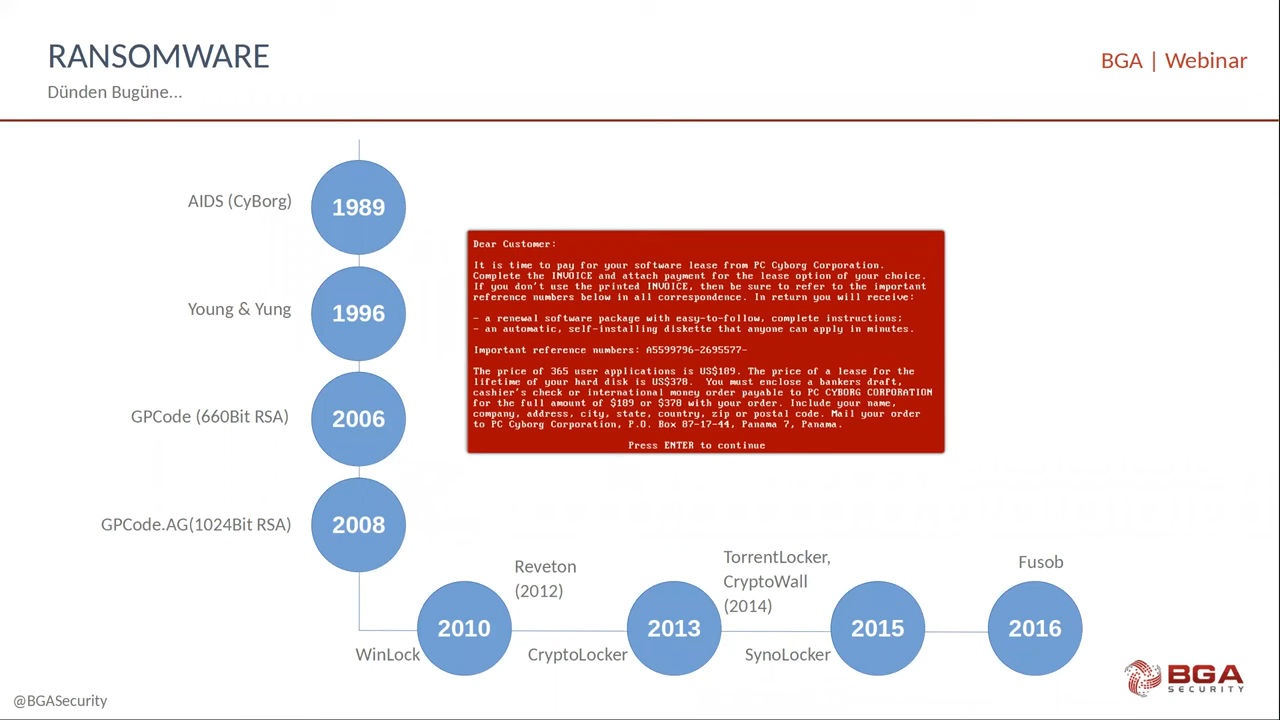 RANSOMWARE
BGA | Webinar
Dünden Bugüne...
AIDS (CyBorg)
1989
Young & Yung
1996
GPCode (660Bit RSA)
2006
GPCode.AG(1024Bit RSA)
2008
Dear Customer:
It is time to pay for your software lease from PC Cyborg Corporation.
Complete the INVOICE and attach payment for the lease option of your choice.
If you don't use the printed INVOICE, then be sure to refer to the important
reference numbers below in all correspondence. In return you will receive:
- a renewal software package with easy-to-follow, complete instructions;
- an automatic, self-installing diskette that anyone can apply in minutes.
Important reference numbers: A5599796-2695577-
The price of 365 user applications is US$189. The price of a lease for the
lifetime of your hard disk is US$378. You must enclose a bankers draft,
cashier's check or international money order payable to PC CYBORG CORPORATION
for the full amount of $189 or $378 with your order. Include your name,
company, address, city, state, country, zip or postal code. Mail your order
to PC Cyborg Corporation, P.O. Box 87-17-44, Panama 7, Panama.
Press ENTER to continue
WinLock
2010
Reveton
(2012)
CryptoLocker
2013
TorrentLocker,
CryptoWall
(2014)
SynoLocker
2015
Fusob
2016
@BGASecurity
BGA
SECURITY